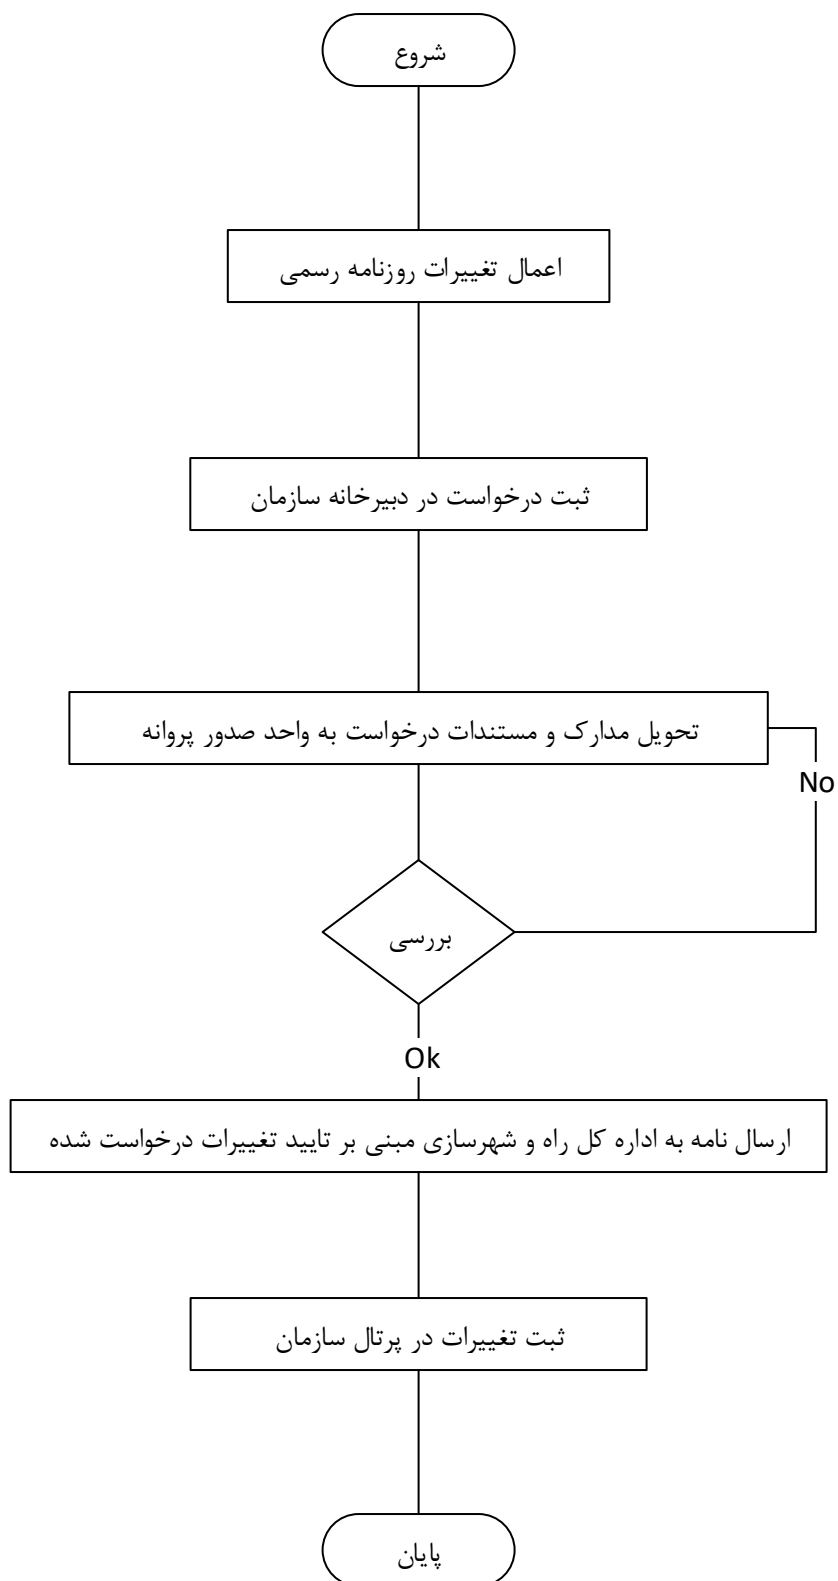 شروع
اعمال تغییرات روزنامه رسمی
ثبت درخواست در دبیرخانه سازمان
تحویل مدارک و مستندات درخواست به واحد صدور پروانه
No
بررسی
Ok
ارسال نامه به اداره کل راه و شهرسازی مبنی بر تایید تغییرات درخواست شده
ثبت تغییرات در پرتال سازمان
پایان